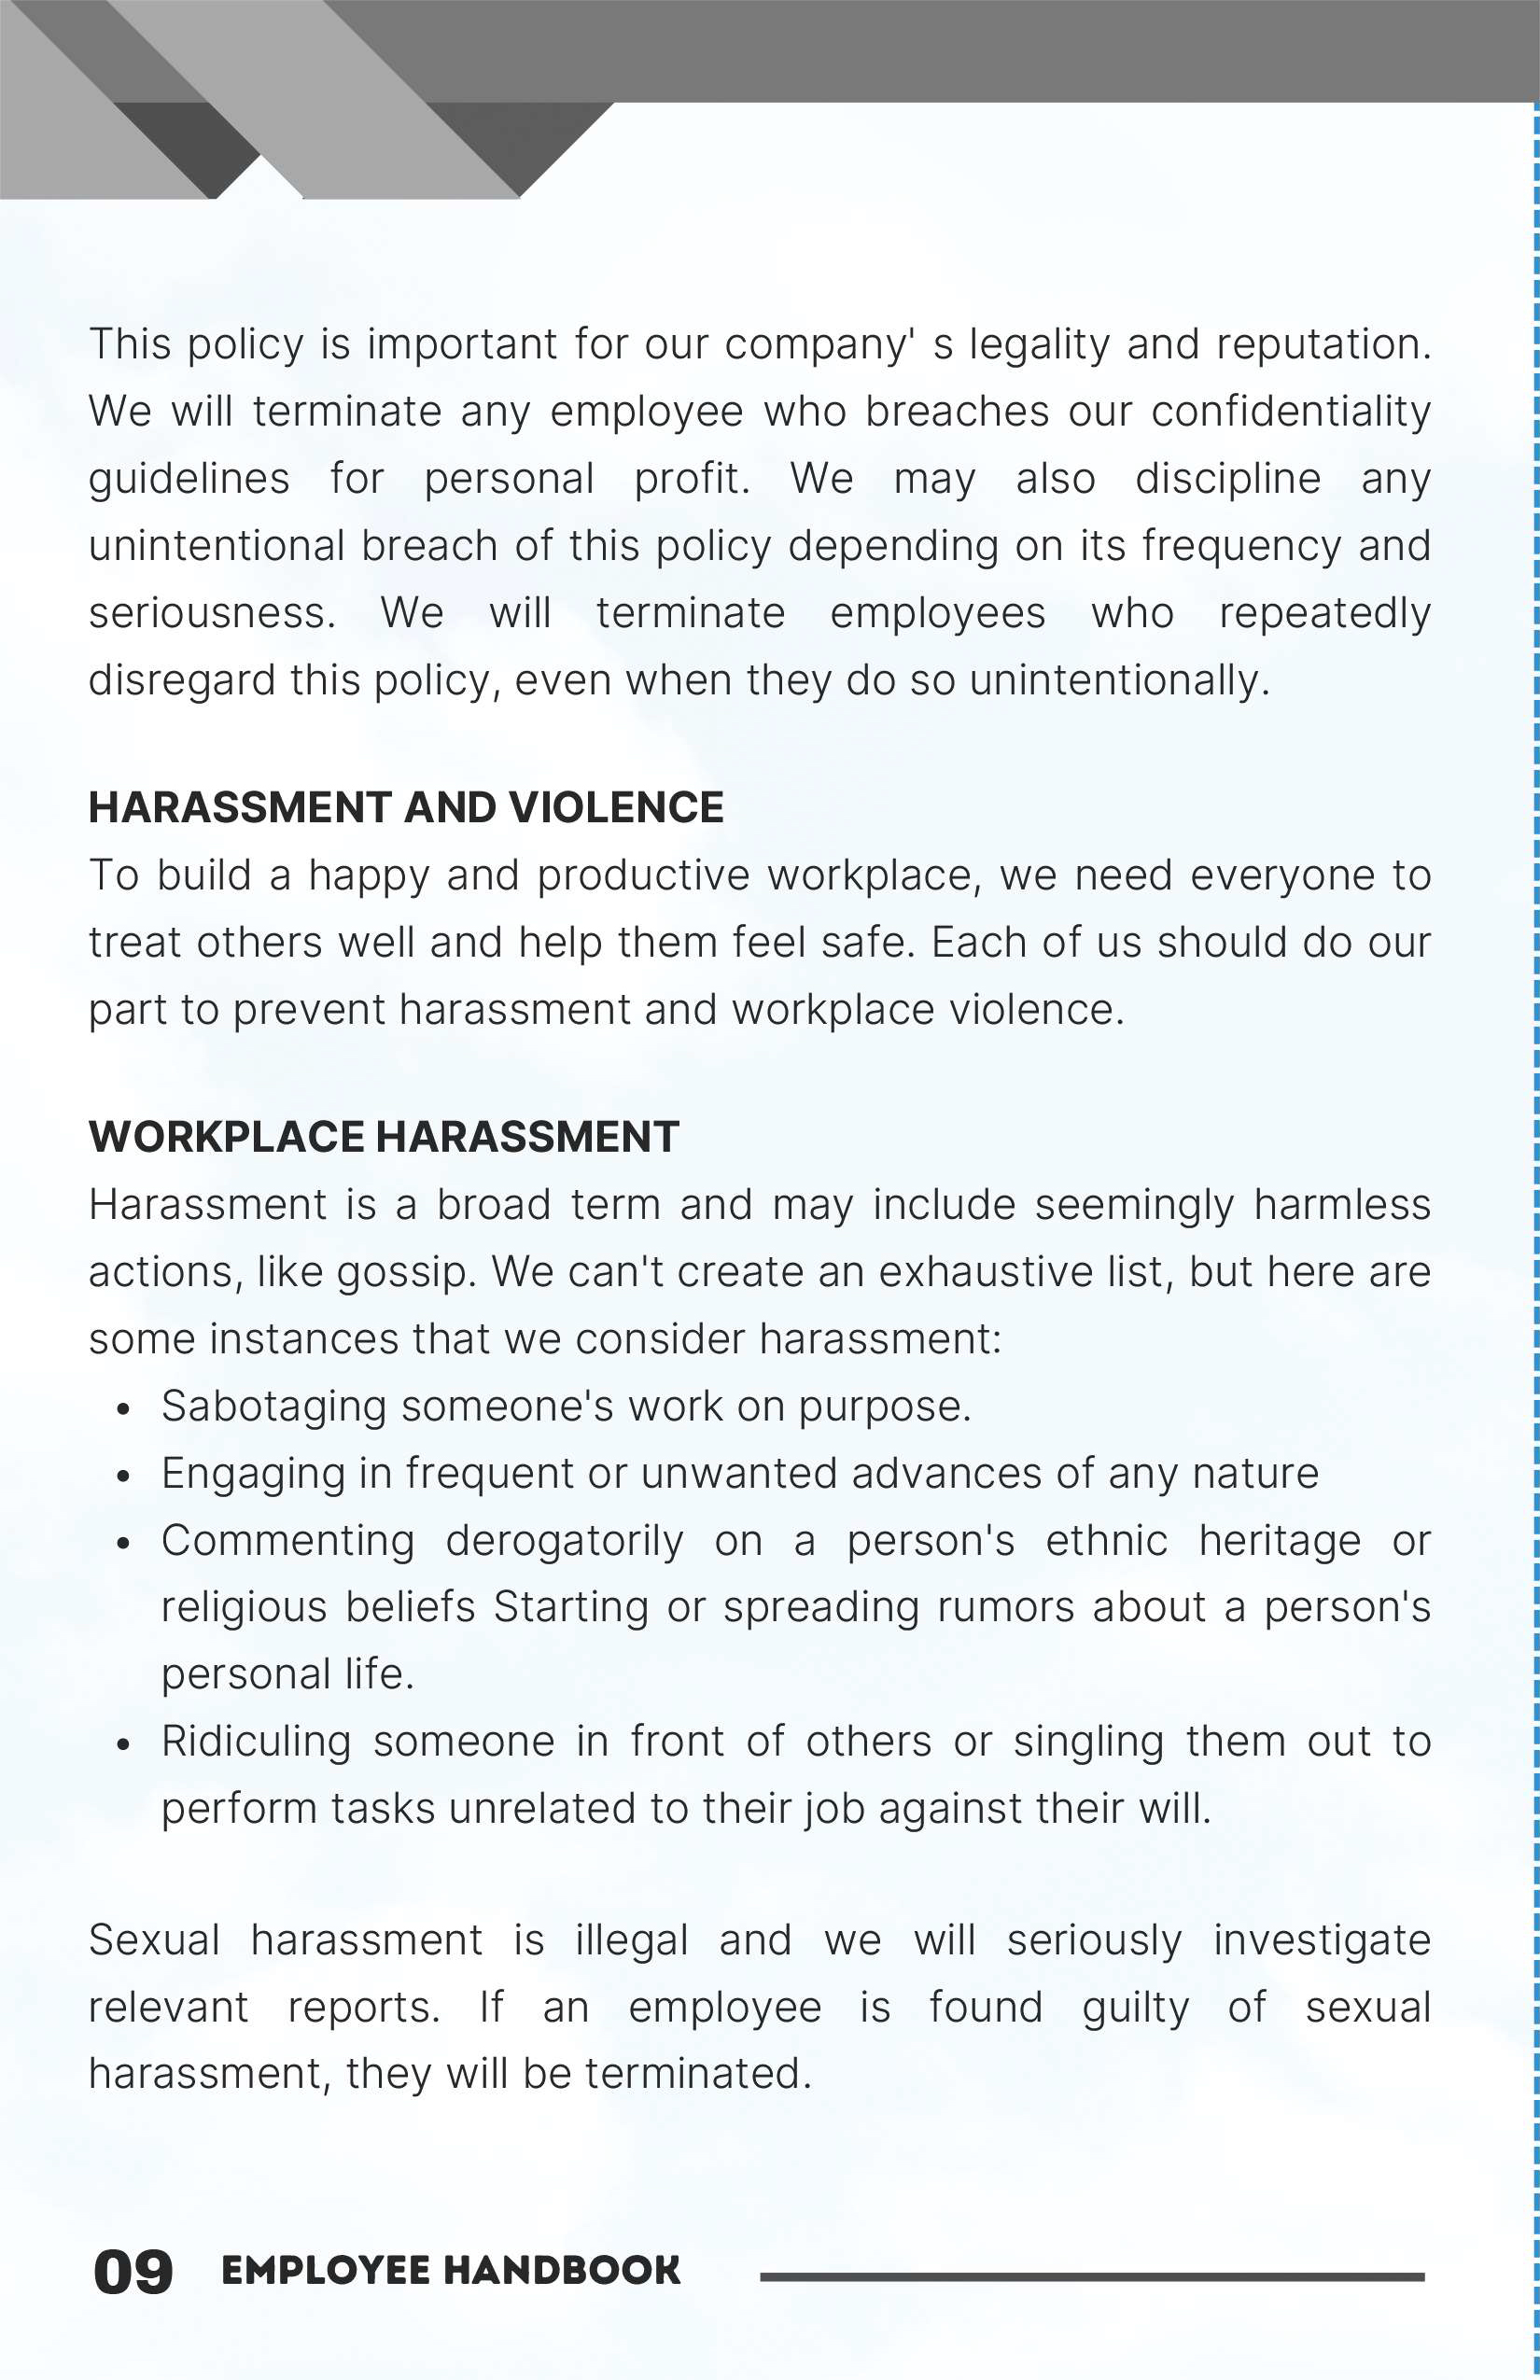 This policy is important for our company' s legality and reputation.
We will terminate any employee who breaches our confidentiality
guidelines for personal profit. We may also discipline any
unintentional breach of this policy depending on its frequency and
seriousness. We will terminate employees who repeatedly
disregard this policy, even when they do so unintentionally.
HARASSMENT AND VIOLENCE
To build a happy and productive workplace, we need everyone to
treat others well and help them feel safe. Each of us should do our
part to prevent harassment and workplace violence.
WORKPLACE HARASSMENT
Harassment is a broad term and may include seemingly harmless
actions, like gossip. We can't create an exhaustive list, but here are
some instances that we consider harassment:
• Sabotaging someone's work on purpose.
• Engaging in frequent or unwanted advances of any nature
• Commenting derogatorily on a person's ethnic heritage or
religious beliefs Starting or spreading rumors about a person's
personal life.
• Ridiculing someone in front of others or singling them out to
perform tasks unrelated to their job against their will.
Sexual harassment is illegal and we will seriously investigate
relevant reports. If an employee is found guilty of sexual
harassment, they will be terminated.
09 EMPLOYEE HANDBOOK